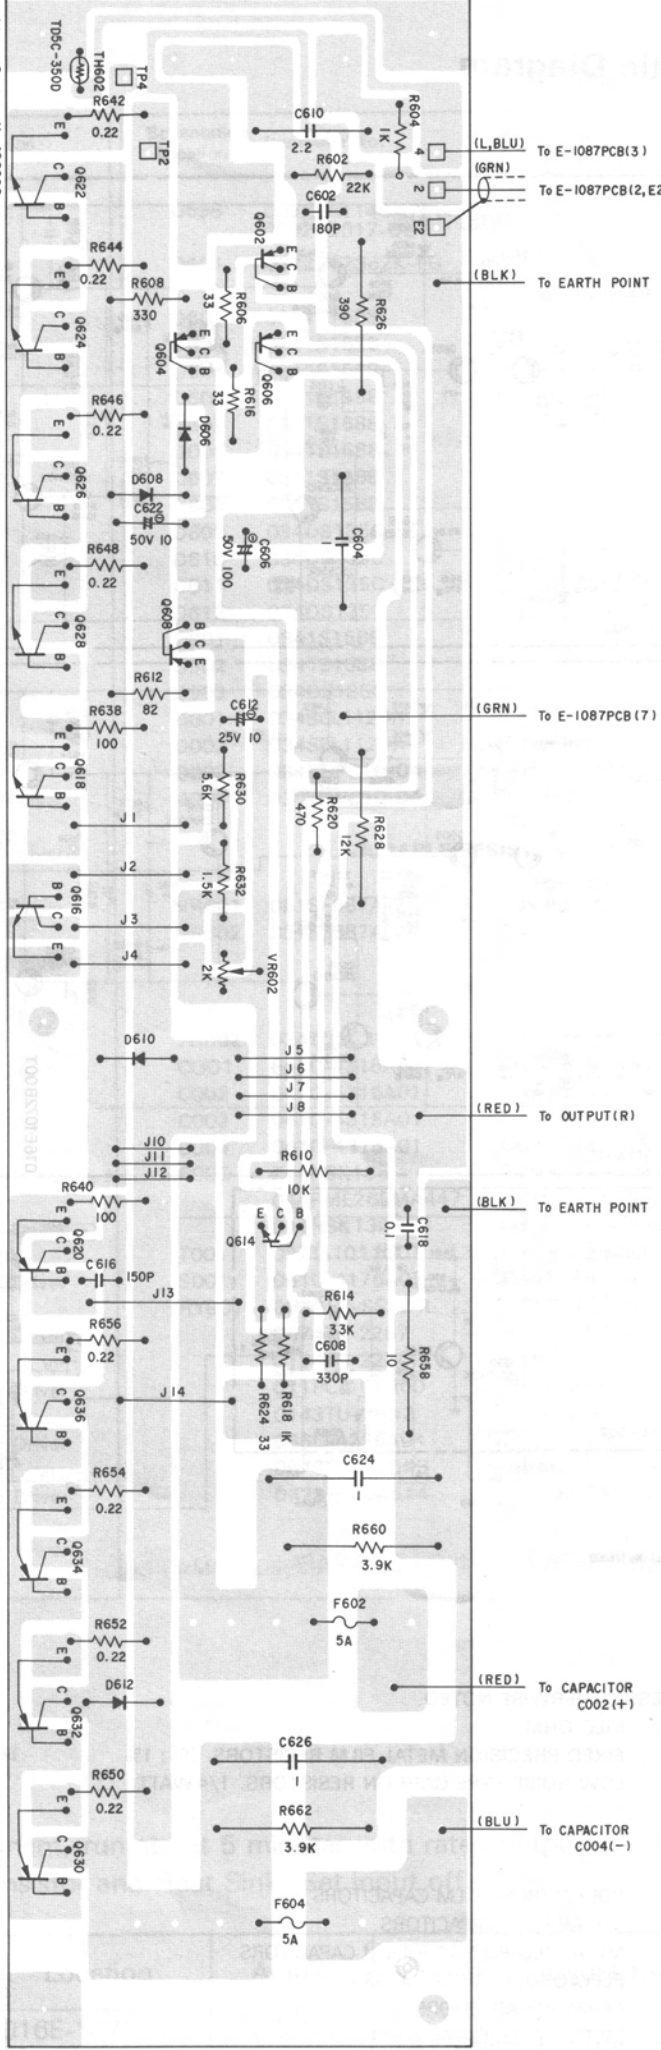 TH602
TD5C-350D
TP4
R642
0.22
E
C
B
Q622
TP2
C610
2.2
R604
1K
4
(L,BLU)
To E-1087PCB(3)
R602
22K
2
(GRN)
To E-1087PCB(2,E2
C602
180P
E2
Q602
E
C
B
R644
0.22
E
C
B
Q624
R608
330
R606
33
R626
390
(BLK)
To EARTH POINT
E
C
B
Q604
E
C
B
Q606
R616
33
R646
0.22
E
C
B
Q626
D606
D608
C622
50V 10
C606
50V 100
C604
1
R648
0.22
E
C
B
Q628
Q608
B
C
E
R612
82
R638
100
E
C
B
Q618
C612
25V 10
(GRN)
To E-1087PCB(7)
R630
5.6K
R620
470
R628
12K
J1
J2
R632
1.5K
Q616
B
C
E
J3
J4
VR602
2K
D610
J5
J6
J7
J8
(RED)
To OUTPUT(R)
J10
J11
J12
R610
10K
R640
100
E
C
B
Q620
E
C
B
Q614
C618
0.1
(BLK)
To EARTH POINT
C616
150P
J13
R614
33K
R656
0.22
E
C
B
Q636
C608
330P
R658
10
J14
R624 33
R618 1K
C624
1
R654
0.22
E
C
B
Q634
R660
3.9K
F602
5A
R652
0.22
E
C
B
Q632
D612
(RED)
To CAPACITOR
C002(+)
C626
1
R650
0.22
E
C
B
Q630
R662
3.9K
(BLU)
To CAPACITOR
C004(-)
F604
5A